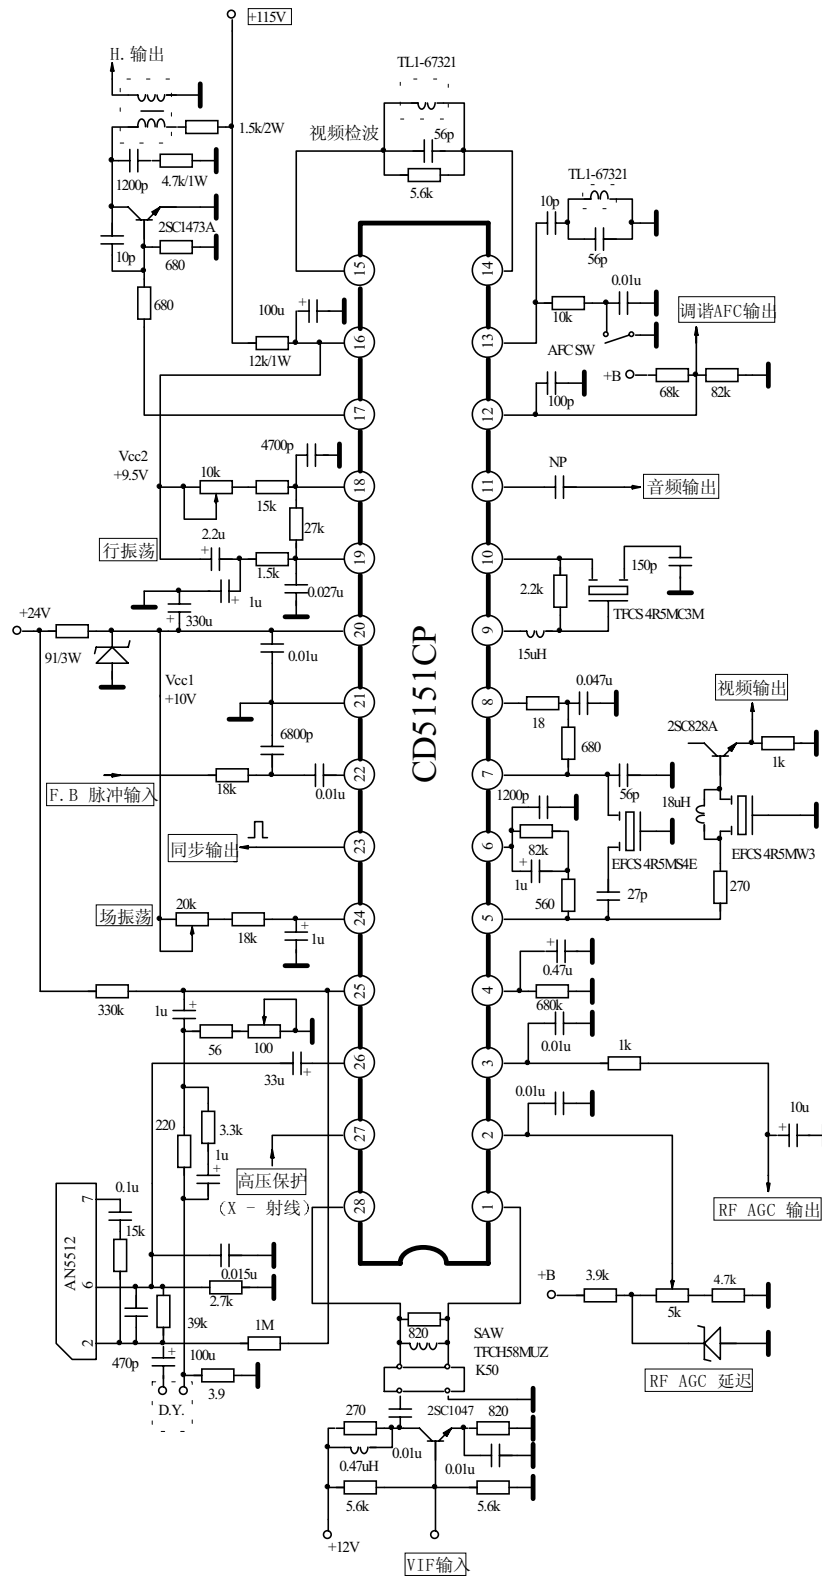 +115V
H. 输出
TL1-67321
1.5k/2W
视频检波
56p
1200p
4.7k/1W
5.6k
TL1-67321
2SC1473A
10p
10p
680
56p
15
14
680
100u
0.01u
10k
调谐AFC输出
12k/1W
16
13
AFC SW
+B
68k
82k
100p
17
12
4700p
Vcc2
+9.5V
10k
NP
18
11
音频输出
15k
27k
2.2u
行振荡
19
10
150p
1.5k
2.2k
0.027u
1u
TFCS 4R5MC3M
330u
+24V
20
9
91/3W
15uH
0.01u
Vcc1
+10V
CD5151CP
0.047u
视频输出
21
8
18
2SC828A
6800p
680
1k
22
7
F.B 脉冲输入
18k
0.01u
1200p
56p
18uH
同步输出
23
6
82k
EFCS 4R5MS4E
EFCS 4R5MW3
1u
场振荡
20k
560
27p
270
24
5
18k
1u
0.47u
25
4
330k
680k
1u
56
100
0.01u
1k
26
3
33u
0.01u
10u
220
3.3k
27
2
1u
高压保护
(X - 射线)
0.1u
7
28
1
RF AGC 输出
15k
AN5512
0.015u
+B
3.9k
4.7k
6
2.7k
5k
39k
820
SAW
1M
TFCH58MUZ
2
K50
470p
100u
RF AGC 延迟
3.9
D.Y.
270
2SC1047
820
0.01u
0.47uH
0.01u
5.6k
5.6k
+12V
VIF输入